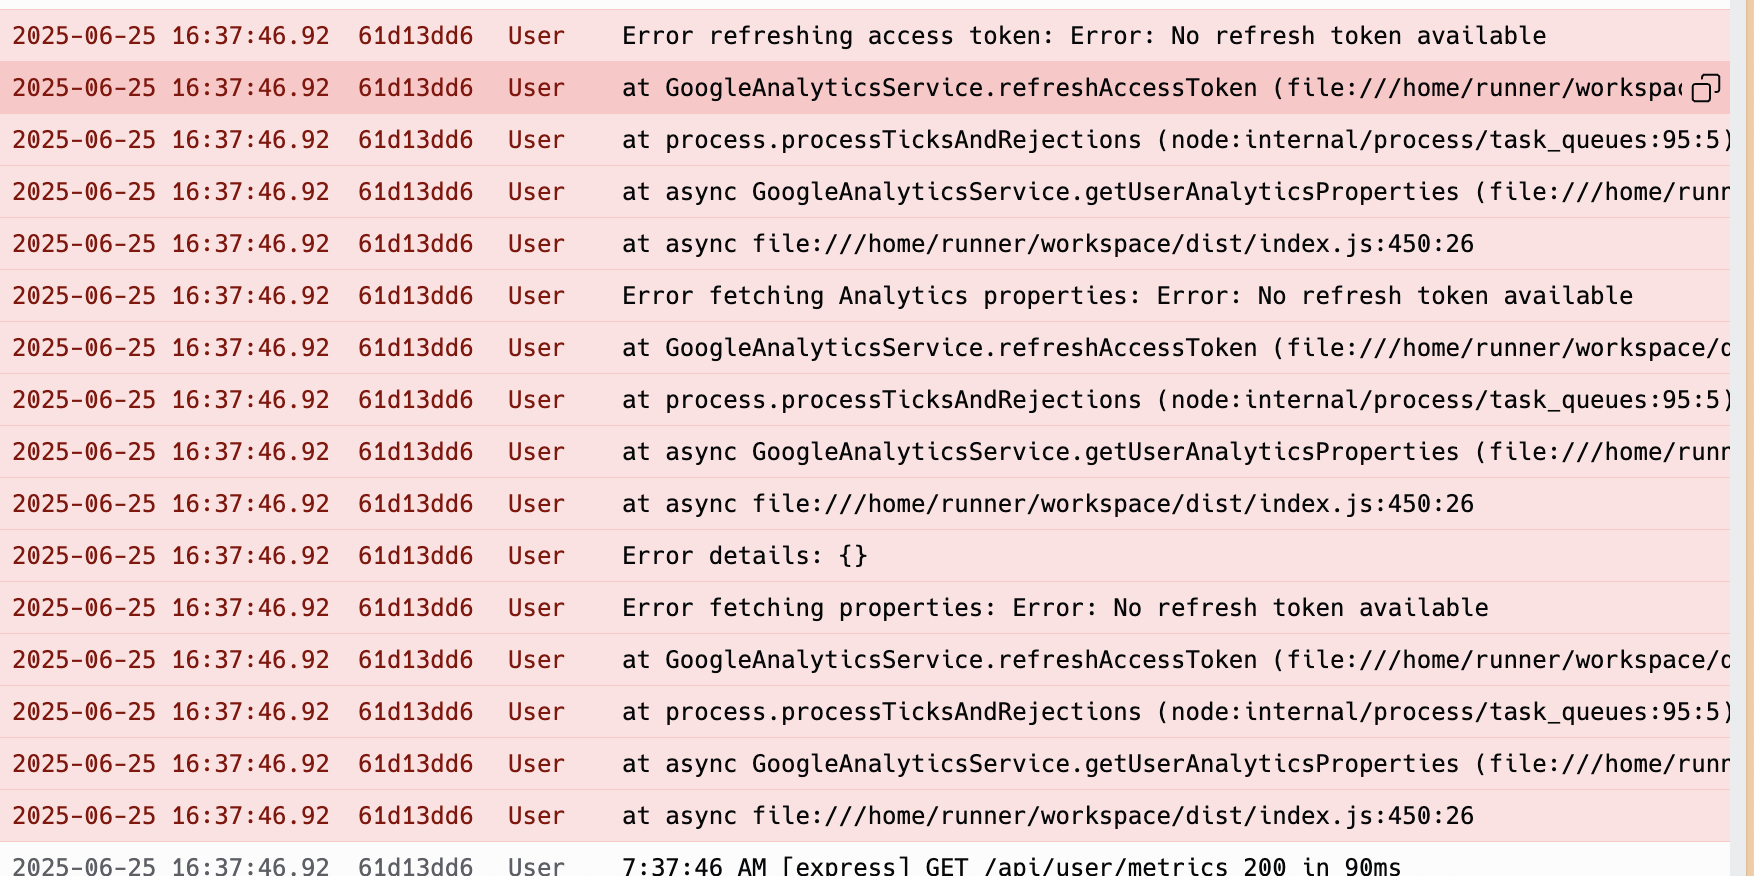 2025-06-25 16:37:46.92 61d13dd6 User Error refreshing access token: Error: No refresh token available
2025-06-25 16:37:46.92 61d13dd6 User at GoogleAnalyticsService.refreshAccessToken (file:///home/runner/workspac
2025-06-25 16:37:46.92 61d13dd6 User at process.processTicksAndRejections (node:internal/process/task_queues:95:5)
2025-06-25 16:37:46.92 61d13dd6 User at async GoogleAnalyticsService.getUserAnalyticsProperties (file:///home/runn
2025-06-25 16:37:46.92 61d13dd6 User at async file:///home/runner/workspace/dist/index.js:450:26
2025-06-25 16:37:46.92 61d13dd6 User Error fetching Analytics properties: Error: No refresh token available
2025-06-25 16:37:46.92 61d13dd6 User at GoogleAnalyticsService.refreshAccessToken (file:///home/runner/workspace/d
2025-06-25 16:37:46.92 61d13dd6 User at process.processTicksAndRejections (node:internal/process/task_queues:95:5)
2025-06-25 16:37:46.92 61d13dd6 User at async GoogleAnalyticsService.getUserAnalyticsProperties (file:///home/runn
2025-06-25 16:37:46.92 61d13dd6 User at async file:///home/runner/workspace/dist/index.js:450:26
2025-06-25 16:37:46.92 61d13dd6 User Error details: {}
2025-06-25 16:37:46.92 61d13dd6 User Error fetching properties: Error: No refresh token available
2025-06-25 16:37:46.92 61d13dd6 User at GoogleAnalyticsService.refreshAccessToken (file:///home/runner/workspace/d
2025-06-25 16:37:46.92 61d13dd6 User at process.processTicksAndRejections (node:internal/process/task_queues:95:5)
2025-06-25 16:37:46.92 61d13dd6 User at async GoogleAnalyticsService.getUserAnalyticsProperties (file:///home/runn
2025-06-25 16:37:46.92 61d13dd6 User at async file:///home/runner/workspace/dist/index.js:450:26
2025-06-25 16:37:46.92 61d13dd6 User 7:37:46 AM [express] GET /api/user/metrics 200 in 90ms